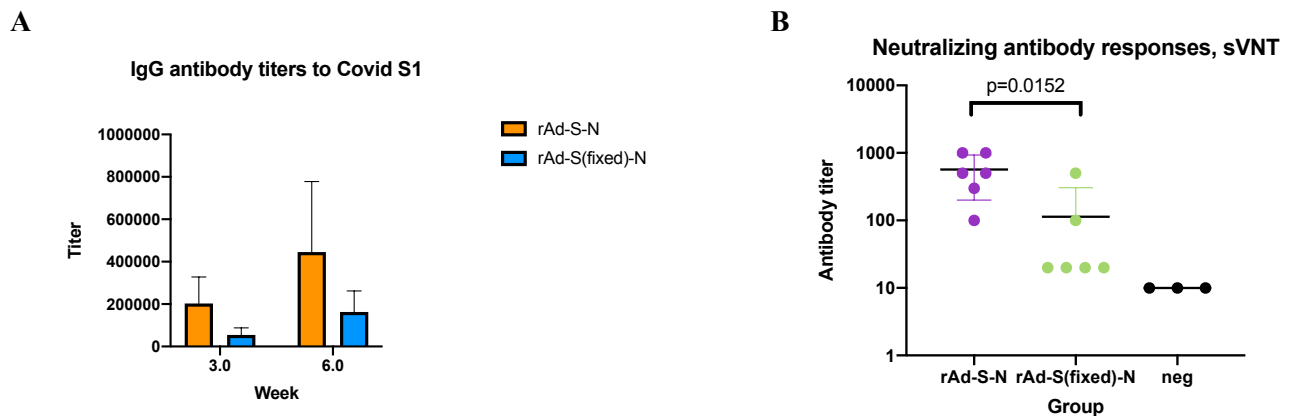 A
IgG antibody titers to Covid S1
1000000
800000
600000
400000
200000
0
Titer
3.0
6.0
Week
rAd-S-N
rAd-S(fixed)-N
B
Neutralizing antibody responses, sVNT
p=0.0152
10000
1000
100
10
1
Antibody titer
rAd-S-N
rAd-S(fixed)-N
neg
Group